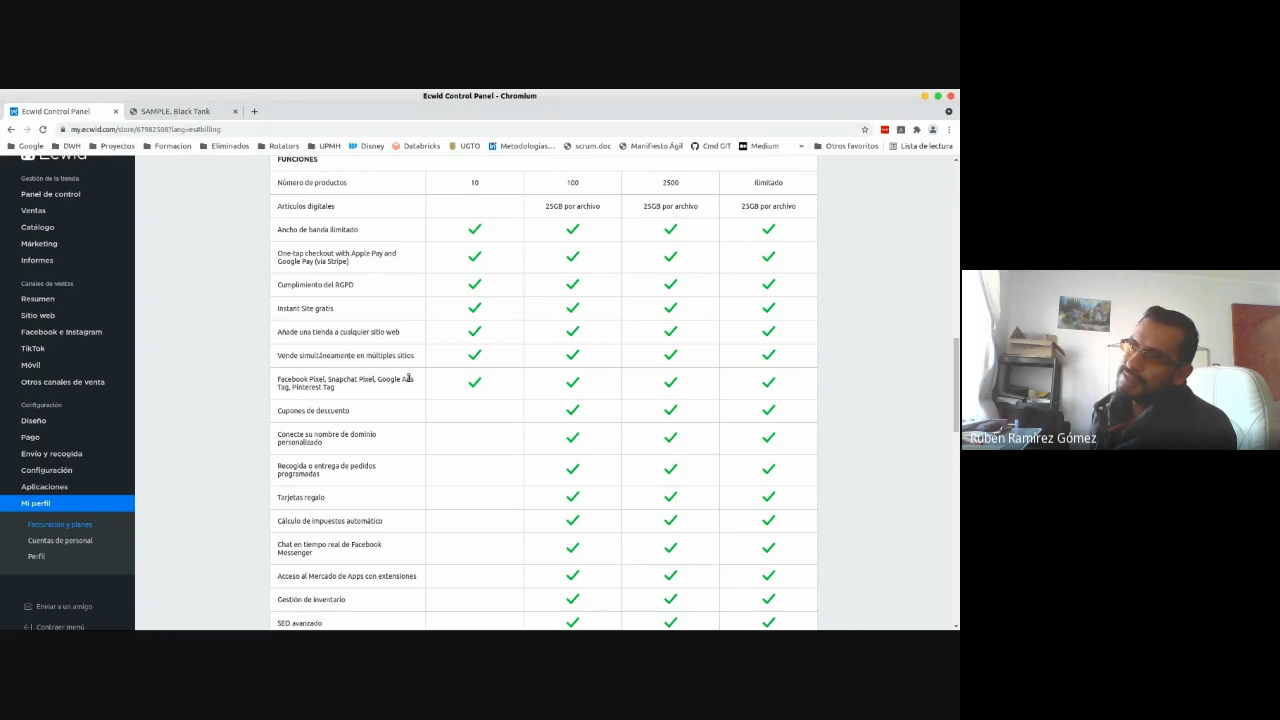 Ecwid Control Panel - Chromium
Ecwid Control Panel
SAMPLE. Black Tank
my.ecwid.com/store/67982508?lang=es#billing
Google DWH Proyectos Formacion Eliminados Rotators UPMH Disney Databricks UGTO Metodologías... scrum.doc Manifiesto Ágil Cmd GIT Medium » Otros favoritos Lista de lectura
Ecwid
Gestión de la tienda
Panel de control
Ventas
Catálogo
Márketing
Informes
Canales de ventas
Resumen
Sitio web
Facebook e Instagram
TikTok
Móvil
Otros canales de venta
Configuración
Diseño
Pago
Envío y recogida
Configuración
Aplicaciones
Mi perfil
Facturación y planes
Cuentas de personal
Perfil
Enviar a un amigo
Contraer menú
FUNCIONES
Número de productos 10 100 2500 Ilimitado
Artículos digitales 25GB por archivo 25GB por archivo 25GB por archivo
Ancho de banda ilimitado
One-tap checkout with Apple Pay and
Google Pay (via Stripe)
Cumplimiento del RGPD
Instant Site gratis
Añade una tienda a cualquier sitio web
Vende simultáneamente en múltiples sitios
Facebook Pixel, Snapchat Pixel, Google Ads
Tag, Pinterest Tag
Cupones de descuento
Conecte su nombre de dominio
personalizado
Recogida o entrega de pedidos
programadas
Tarjetas regalo
Cálculo de impuestos automático
Chat en tiempo real de Facebook
Messenger
Acceso al Mercado de Apps con extensiones
Gestión de inventario
SEO avanzado
Rubén Ramírez Gómez